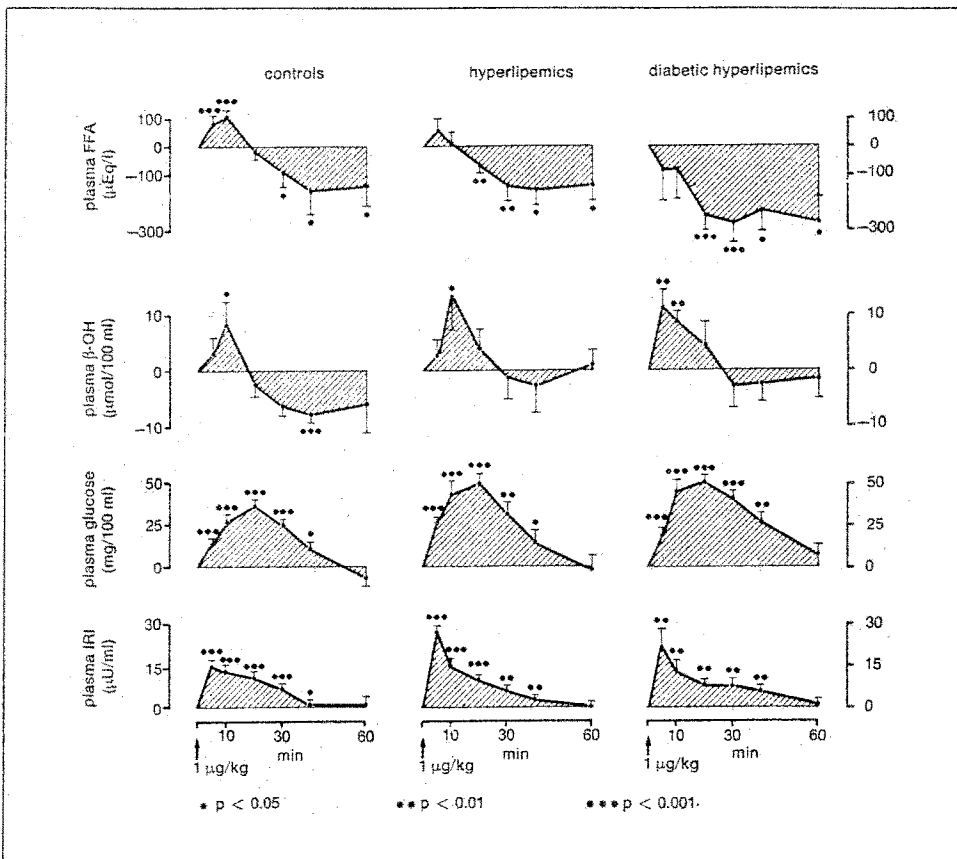 controls hyperlipemics diabetic hyperlipemics
plasma FFA
(μEq/l)
100
0
−100
−300
*** ***
* * *
** ** * *
100
0
−100
−300
*** *** * *
plasma β-OH
(μmol/100 ml)
10
0
−10
*
***
*
** **
10
0
−10
plasma glucose
(mg/100 ml)
50
25
0
*** *** *** ** *
*** *** *** ** *
*** *** *** *** **
50
25
0
plasma IRI
(μU/ml)
30
15
0
*** *** *** ** *
*** *** *** ** **
** ** ** ** **
30
15
0
10 30 60 10 30 60 10 30 60
min min min
1 μg/kg 1 μg/kg 1 μg/kg
* p < 0.05 ** p < 0.01 *** p < 0.001.